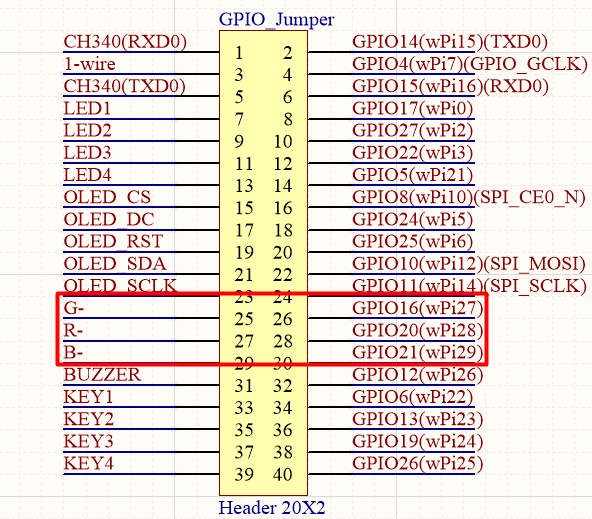 GPIO_Jumper
CH340(RXD0) 1 2 GPIO14(wPi15)(TXD0)
1-wire 3 4 GPIO4(wPi7)(GPIO_GCLK)
CH340(TXD0) 5 6 GPIO15(wPi16)(RXD0)
LED1 7 8 GPIO17(wPi0)
LED2 9 10 GPIO27(wPi2)
LED3 11 12 GPIO22(wPi3)
LED4 13 14 GPIO5(wPi21)
OLED_CS 15 16 GPIO8(wPi10)(SPI_CE0_N)
OLED_DC 17 18 GPIO24(wPi5)
OLED_RST 19 20 GPIO25(wPi6)
OLED_SDA 21 22 GPIO10(wPi12)(SPI_MOSI)
OLED_SCLK 23 24 GPIO11(wPi14)(SPI_SCLK)
G- 25 26 GPIO16(wPi27)
R- 27 28 GPIO20(wPi28)
B- 29 30 GPIO21(wPi29)
BUZZER 31 32 GPIO12(wPi26)
KEY1 33 34 GPIO6(wPi22)
KEY2 35 36 GPIO13(wPi23)
KEY3 37 38 GPIO19(wPi24)
KEY4 39 40 GPIO26(wPi25)
Header 20X2